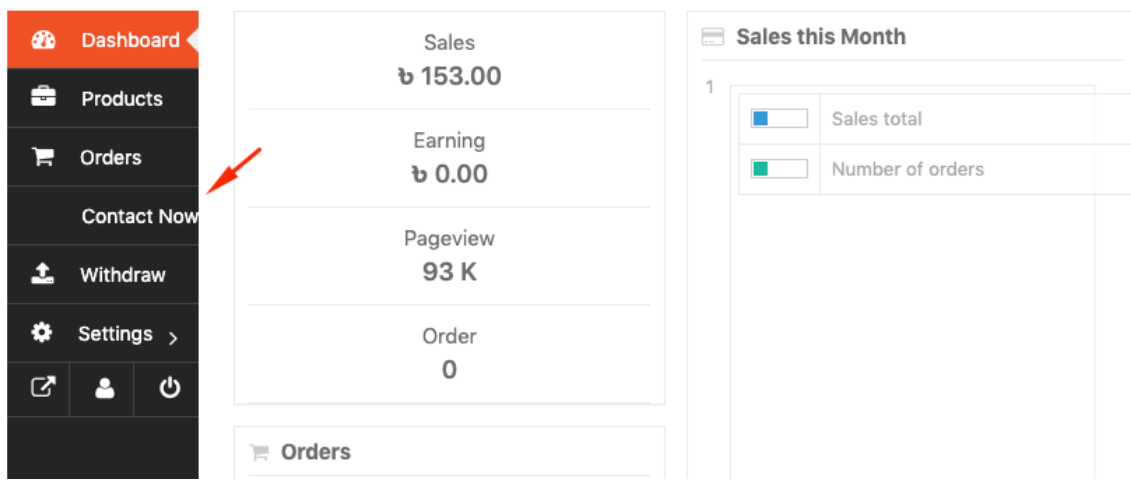 Dashboard
Products
Orders
Contact Now
Withdraw
Settings
Sales
৳ 153.00
Earning
৳ 0.00
Pageview
93 K
Order
0
Orders
Sales this Month
1
Sales total
Number of orders